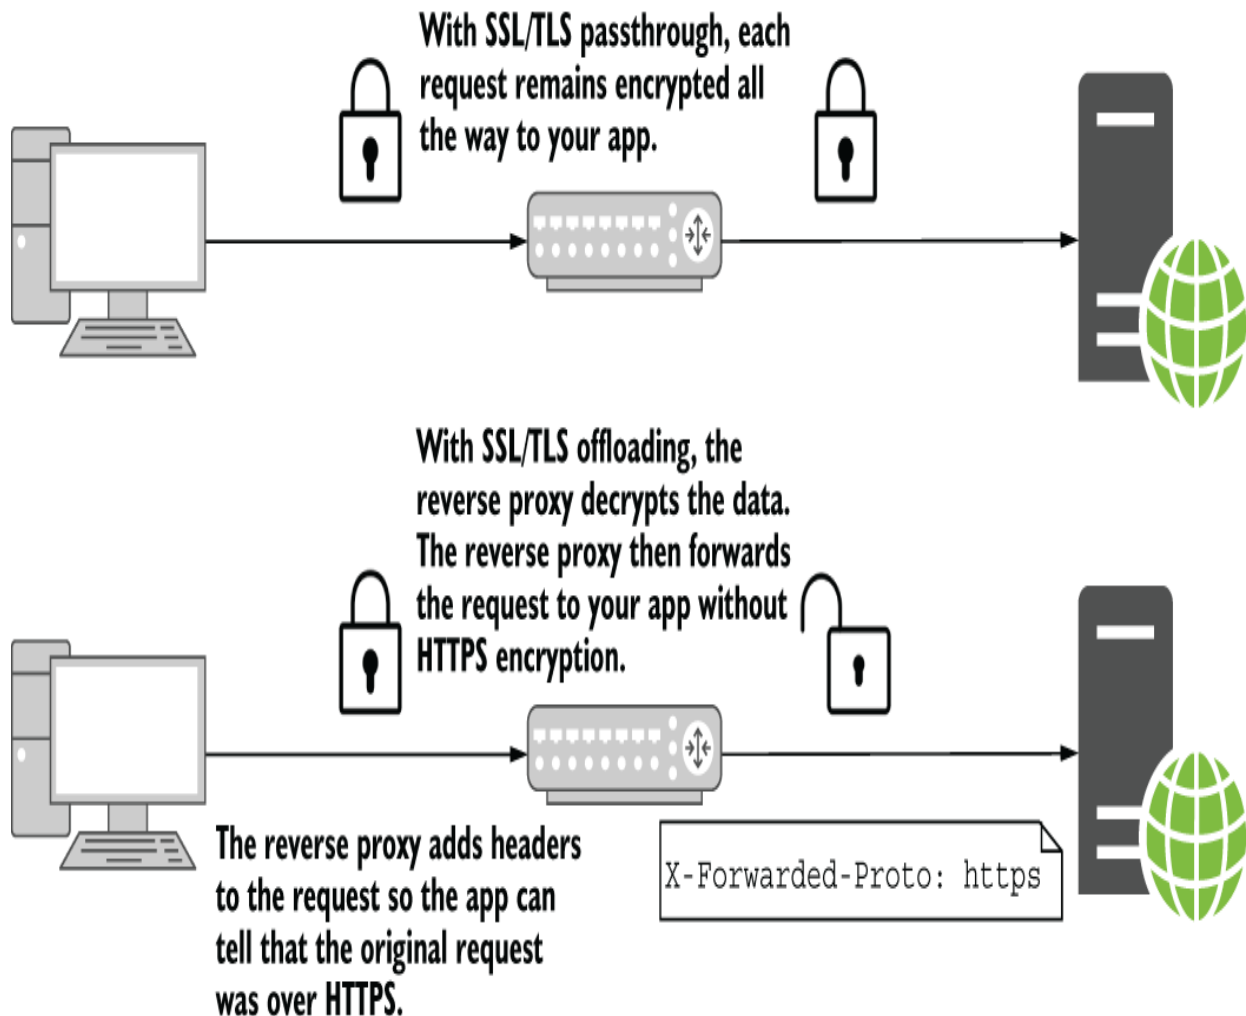 With SSL/TLS passthrough, each
request remains encrypted all
the way to your app.
With SSL/TLS offloading, the
reverse proxy decrypts the data.
The reverse proxy then forwards
the request to your app without
HTTPS encryption.
The reverse proxy adds headers
to the request so the app can
tell that the original request
was over HTTPS.
X-Forwarded-Proto: https